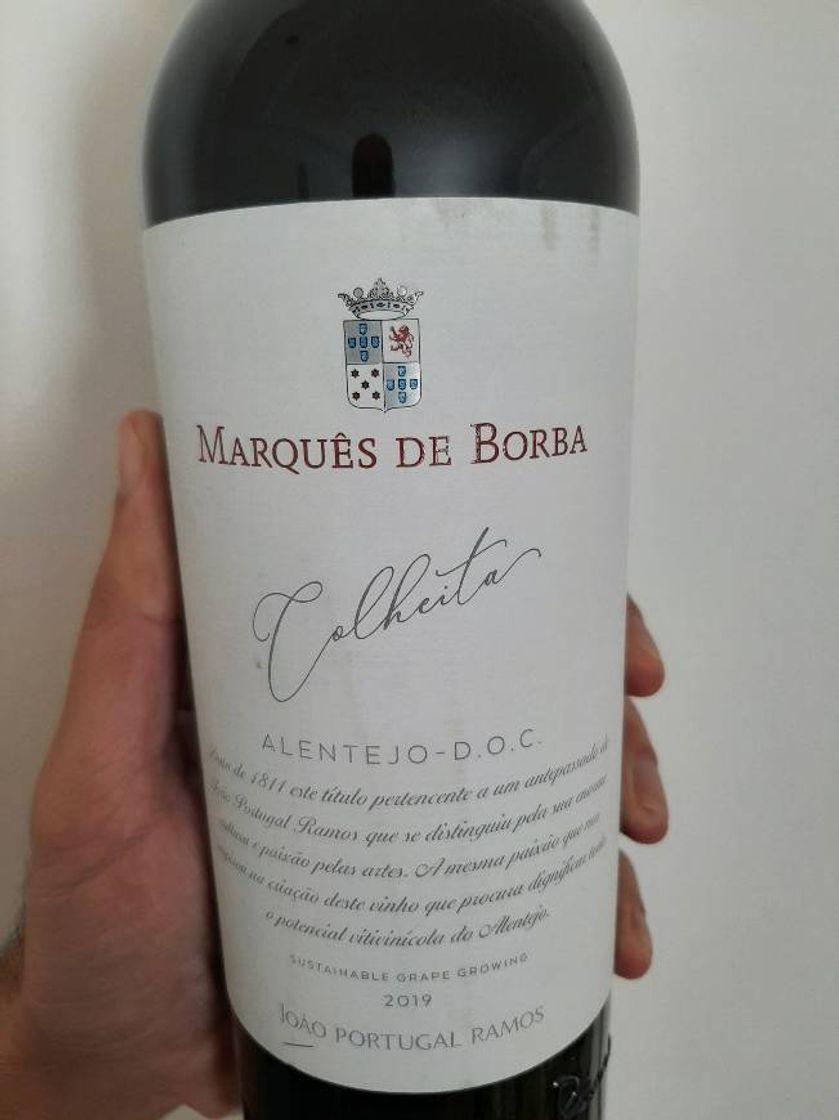 MARQUÊS DE BORBA
Colheita
ALENTEJO-D.O.C.
Data de 1811 este título pertencente a um antepassado de
João Portugal Ramos que se distinguiu pela sua enorme
cultura e paixão pelas artes. A mesma paixão que nos
na criação deste vinho que procura dignificar todo
o potencial vitivinícola do Alentejo.
SUSTAINABLE GRAPE GROWING
2019
JOÃO PORTUGAL RAMOS